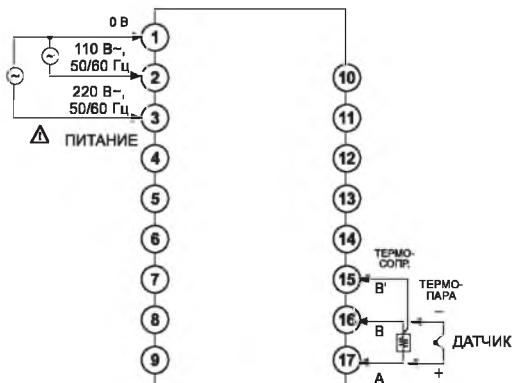 0 В
1
110 В~,
50/60 Гц
2
10
220 В~,
50/60 Гц
3
11
ПИТАНИЕ
4
12
5
13
6
14
ТЕРМО-
СОПР.
7
15
B'
ТЕРМО-
ПАРА
8
16
B
–
ДАТЧИК
9
17
A
+